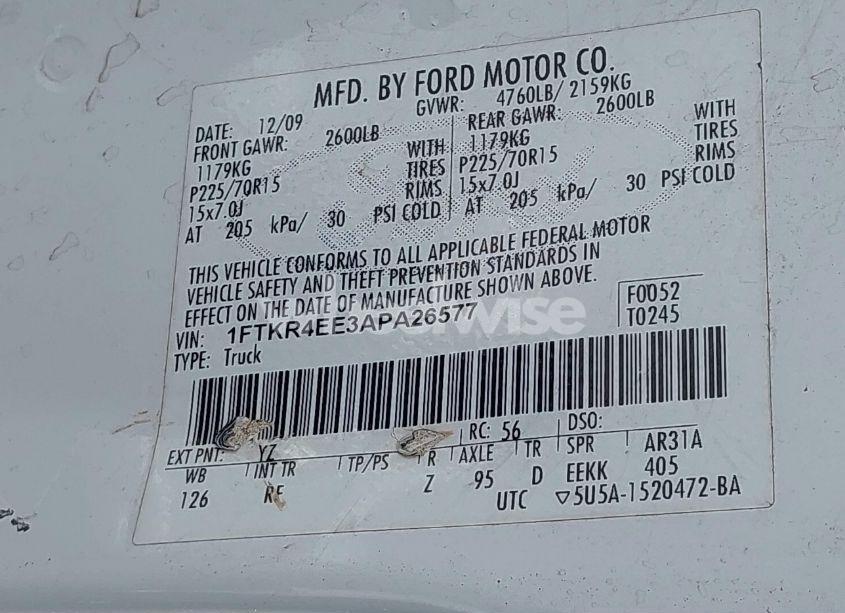 MFD. BY FORD MOTOR CO.
DATE: 12/09 GVWR: 4760LB/ 2159KG
FRONT GAWR: 2600LB REAR GAWR: 2600LB
1179KG WITH 1179KG WITH
P225/70R15 TIRES P225/70R15 TIRES
15x7.0J RIMS 15x7.0J RIMS
AT 205 kPa/ 30 PSI COLD AT 205 kPa/ 30 PSI COLD
THIS VEHICLE CONFORMS TO ALL APPLICABLE FEDERAL MOTOR
VEHICLE SAFETY AND THEFT PREVENTION STANDARDS IN
EFFECT ON THE DATE OF MANUFACTURE SHOWN ABOVE.
VIN: 1FTKR4EE3APA26577 F0052
TYPE: Truck T0245
EXT PNT: YZ RC: 56 DSO:
WB INT TR TP/PS R AXLE TR SPR AR31A
126 RE Z 95 D EEKK 405
UTC ▽5U5A-1520472-BA